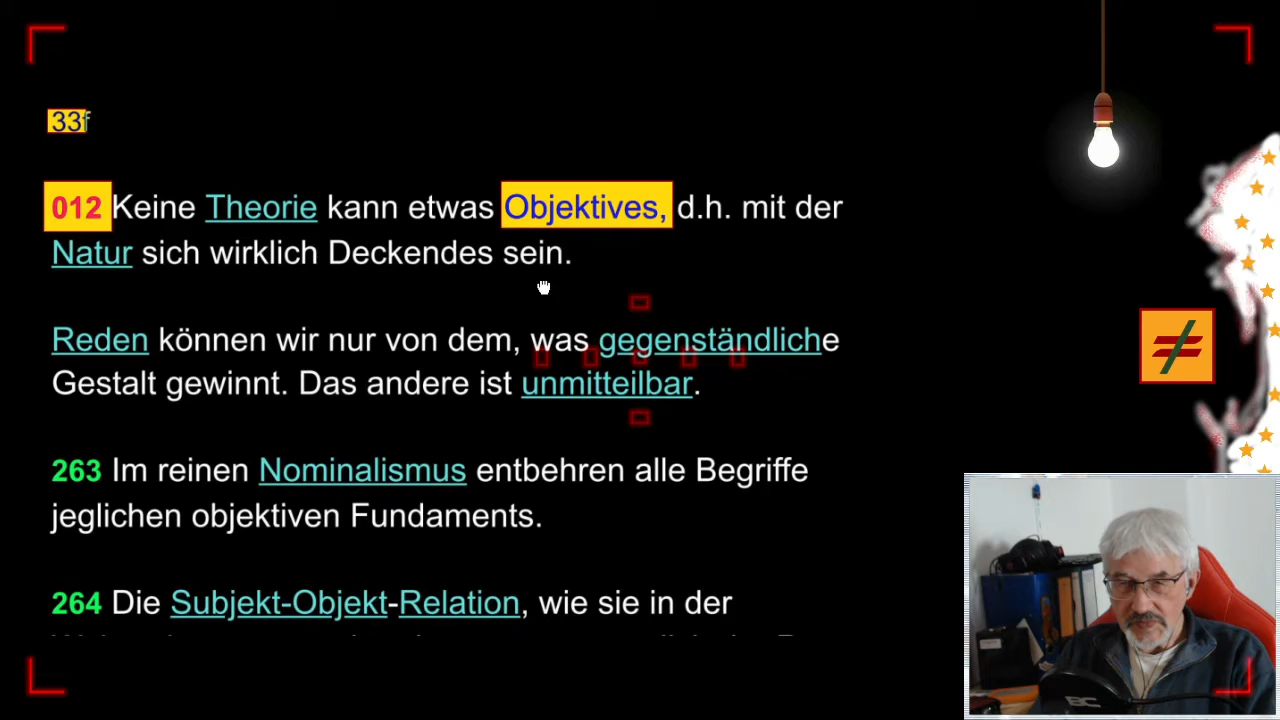 33f
012 Keine Theorie kann etwas Objektives, d.h. mit der
Natur sich wirklich Deckendes sein.
Reden können wir nur von dem, was gegenständliche
Gestalt gewinnt. Das andere ist unmitteilbar.
263 Im reinen Nominalismus entbehren alle Begriffe
jeglichen objektiven Fundaments.
264 Die Subjekt-Objekt-Relation, wie sie in der
≠